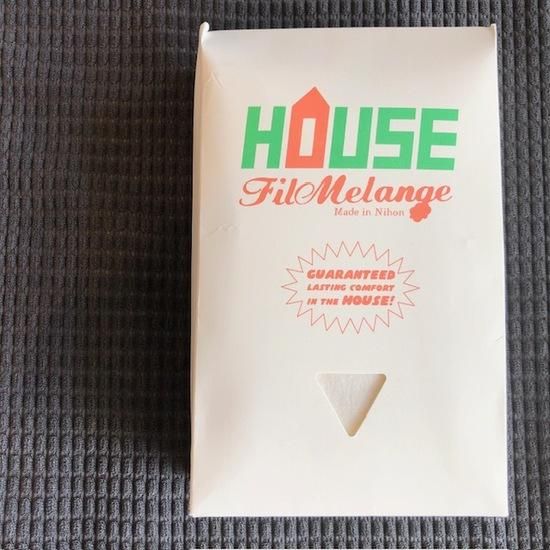 HOUSE
FilMelange
Made in Nihon
GUARANTEED
LASTING COMFORT
IN THE HOUSE!